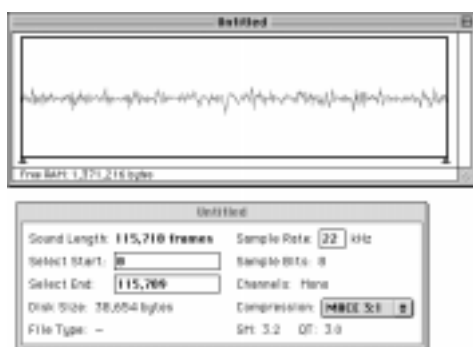 Untitled
Free RAM: 1,371,216 bytes
Untitled
Sound Length: 115,710 frames
Sample Rate: 22 kHz
Select Start: 0
Sample Bits: 8
Select End: 115,709
Channels: Mono
Disk Size: 38,654 bytes
Compression: MACE 3:1
File Type: –
SM: 3.2 QT: 3.0